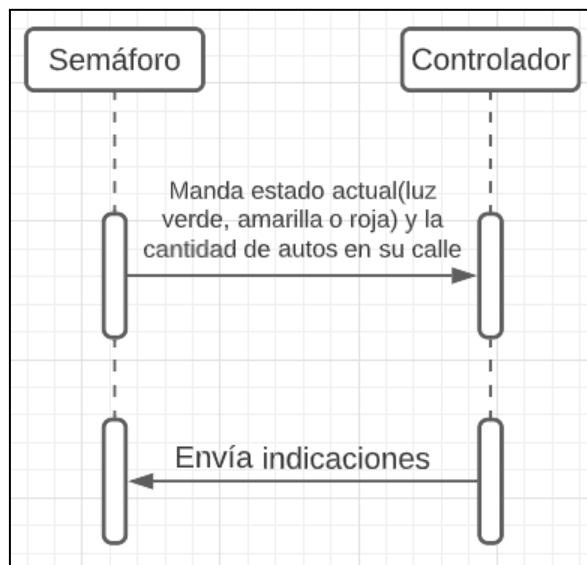 Semáforo
Controlador
Manda estado actual(luz
verde, amarilla o roja) y la
cantidad de autos en su calle
Envía indicaciones